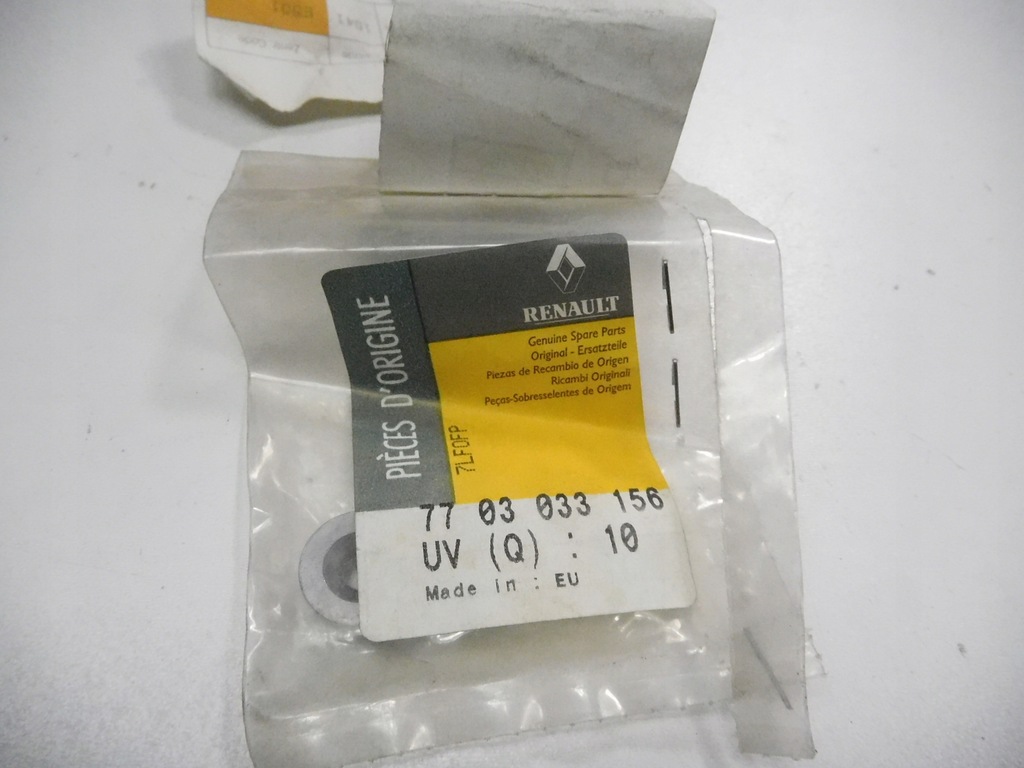 RENAULT
Genuine Spare Parts
Original - Ersatzteile
Piezas de Recambio de Origen
Ricambi Originali
Peças-Sobresselentes de Origem
PIÈCES D'ORIGINE
7LF0FP
77 03 033 156
UV (Q) : 10
Made in : EU